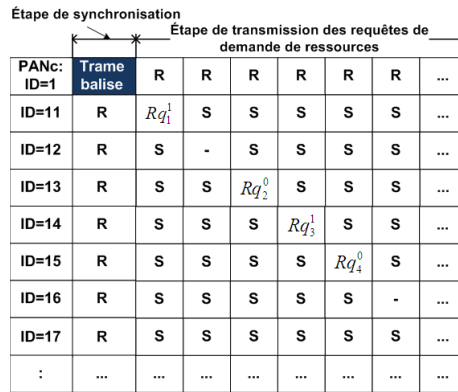 Étape de synchronisation
Étape de transmission des requêtes de
demande de ressources
PANc: ID=1 Trame balise R R R R R R ...
ID=11 R Rq₁¹ S S S S S ...
ID=12 R S - S S S S ...
ID=13 R S S Rq₂⁰ S S S ...
ID=14 R S S S Rq₃¹ S S ...
ID=15 R S S S S Rq₄⁰ S ...
ID=16 R S S S S S - ...
ID=17 R S S S S S S ...
: ... ... ... ... ... ... ... ...